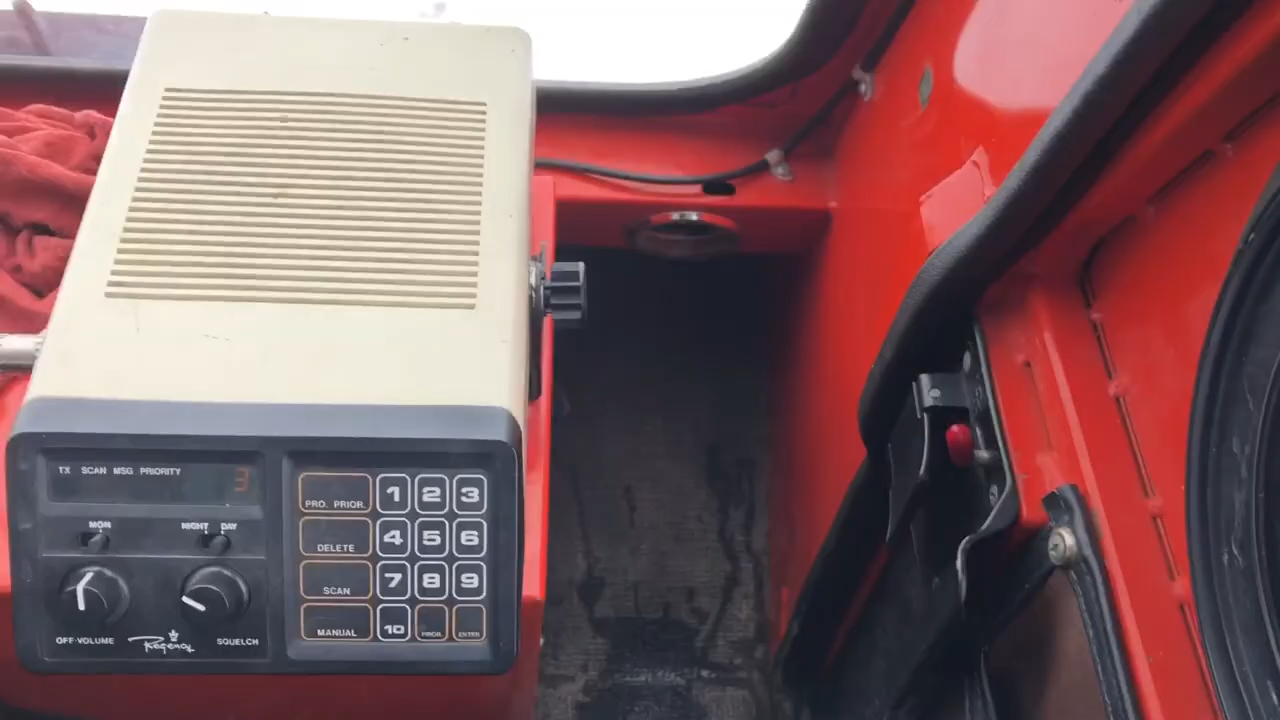 TX SCAN MSG PRIORITY
3
MON
NIGHT DAY
OFF-VOLUME
Regency
SQUELCH
PRO. PRIOR. 1 2 3
DELETE 4 5 6
SCAN 7 8 9
MANUAL 10 PROG. ENTER